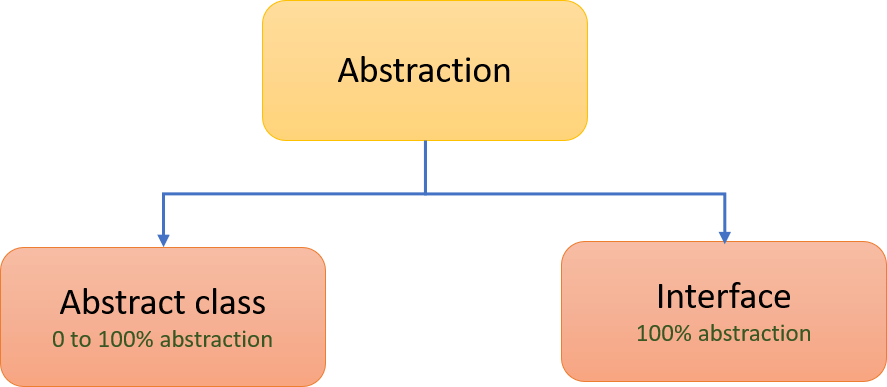 Abstraction
Abstract class
0 to 100% abstraction
Interface
100% abstraction